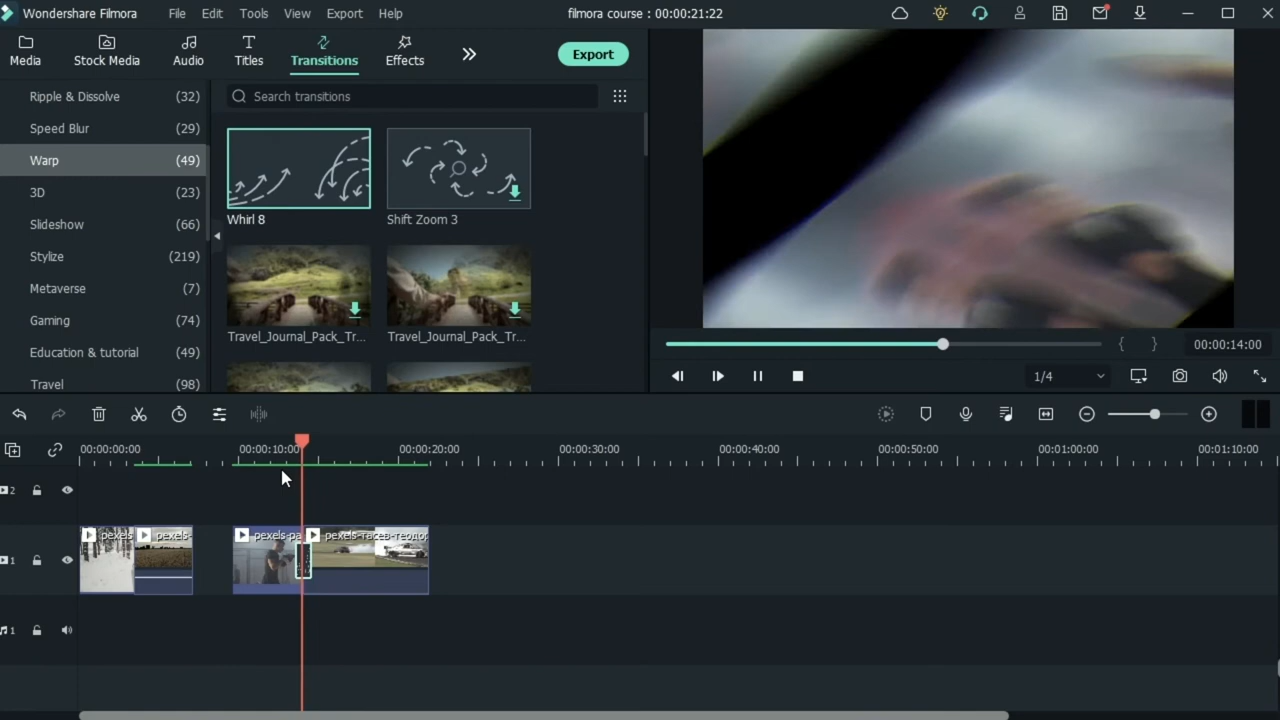 Wondershare Filmora File Edit Tools View Export Help filmora course : 00:00:21:22
Media Stock Media Audio Titles Transitions Effects Export
Ripple & Dissolve (32)
Speed Blur (29)
Warp (49)
3D (23)
Slideshow (66)
Stylize (219)
Metaverse (7)
Gaming (74)
Education & tutorial (49)
Travel (98)
Search transitions
Whirl 8 Shift Zoom 3
Travel_Journal_Pack_Tr... Travel_Journal_Pack_Tr...
{ } 00:00:14:00
1/4
00:00:00:00 00:00:10:00 00:00:20:00 00:00:30:00 00:00:40:00 00:00:50:00 00:01:00:00 00:01:10:00
2
1 pexels pexels- pexels-pa pexels-тасев-теодо
1